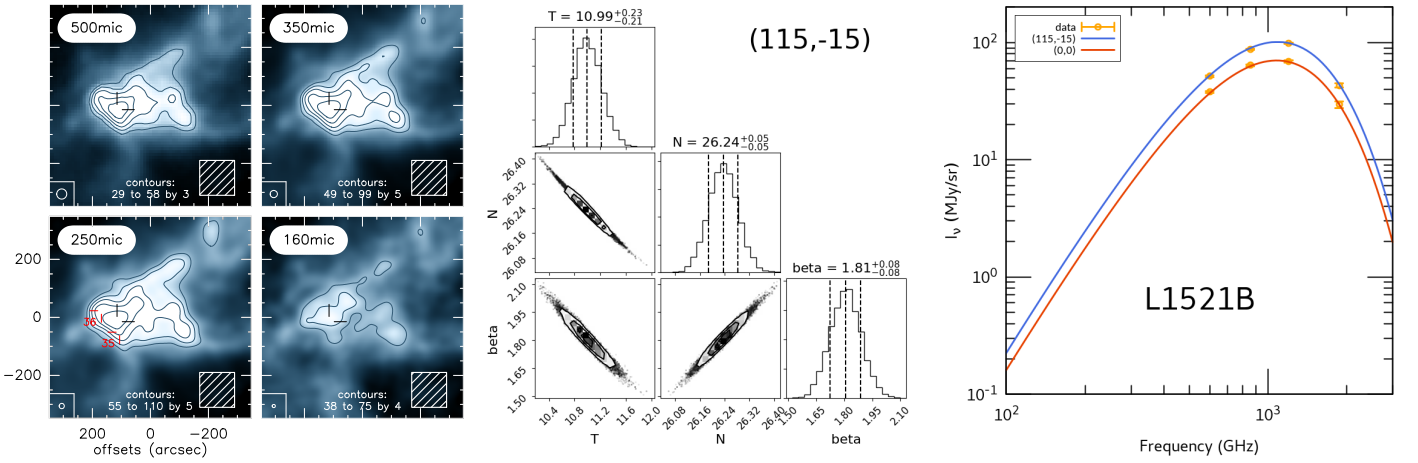 500mic
350mic
contours:
29 to 58 by 3
contours:
49 to 99 by 5
250mic
160mic
36
35
contours:
55 to 110 by 5
contours:
38 to 75 by 4
200
0
−200
200
0
−200
offsets (arcsec)
T = 10.99+0.23−0.21
(115,-15)
N = 26.24+0.05−0.05
beta = 1.81+0.08−0.08
26.40
26.32
26.24
26.16
26.08
N
2.10
1.95
1.80
1.65
1.50
beta
10.4
10.8
11.2
11.6
12.0
T
26.08
26.16
26.24
26.32
26.40
N
1.50
1.65
1.80
1.95
2.10
beta
data
(115,-15)
(0,0)
10²
10¹
10⁰
10⁻¹
Iν (MJy/sr)
L1521B
10²
10³
Frequency (GHz)